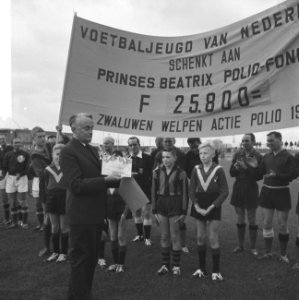 VOETBALJEUGD VAN NEDER
SCHENKT AAN
PRINSES BEATRIX POLIO-FON
F 25.800=
ZWALUWEN WELPEN ACTIE POLIO 19